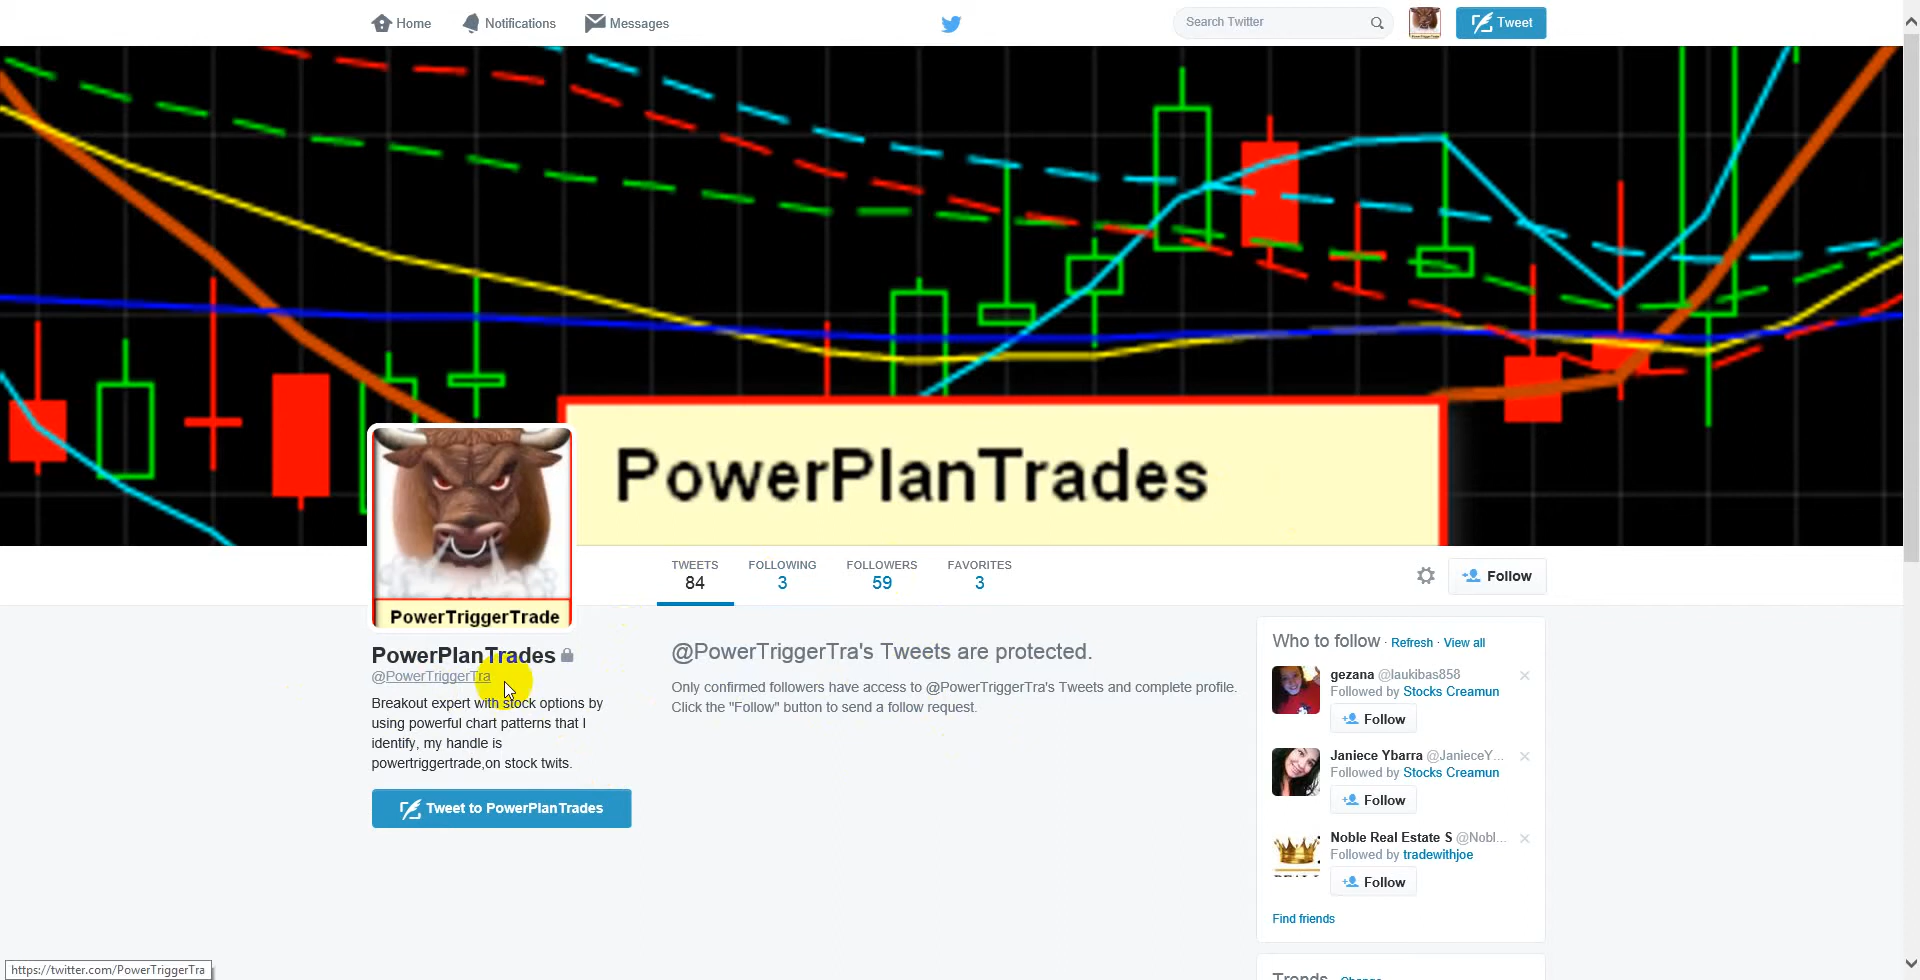 Home
Notifications
Messages
Search Twitter
Tweet
PowerPlanTrades
PowerTriggerTrade
TWEETS
84
FOLLOWING
3
FOLLOWERS
59
FAVORITES
3
Follow
PowerPlanTrades
@PowerTriggerTra
Breakout expert with stock options by
using powerful chart patterns that I
identify, my handle is
powertriggertrade,on stock twits.
Tweet to PowerPlanTrades
@PowerTriggerTra's Tweets are protected.
Only confirmed followers have access to @PowerTriggerTra's Tweets and complete profile.
Click the "Follow" button to send a follow request.
Who to follow · Refresh · View all
gezana @laukibas858
Followed by Stocks Creamun
Follow
Janiece Ybarra @JanieceY...
Followed by Stocks Creamun
Follow
Noble Real Estate S @Nobl...
Followed by tradewithjoe
Follow
Find friends
Trends · Change
https://twitter.com/PowerTriggerTra